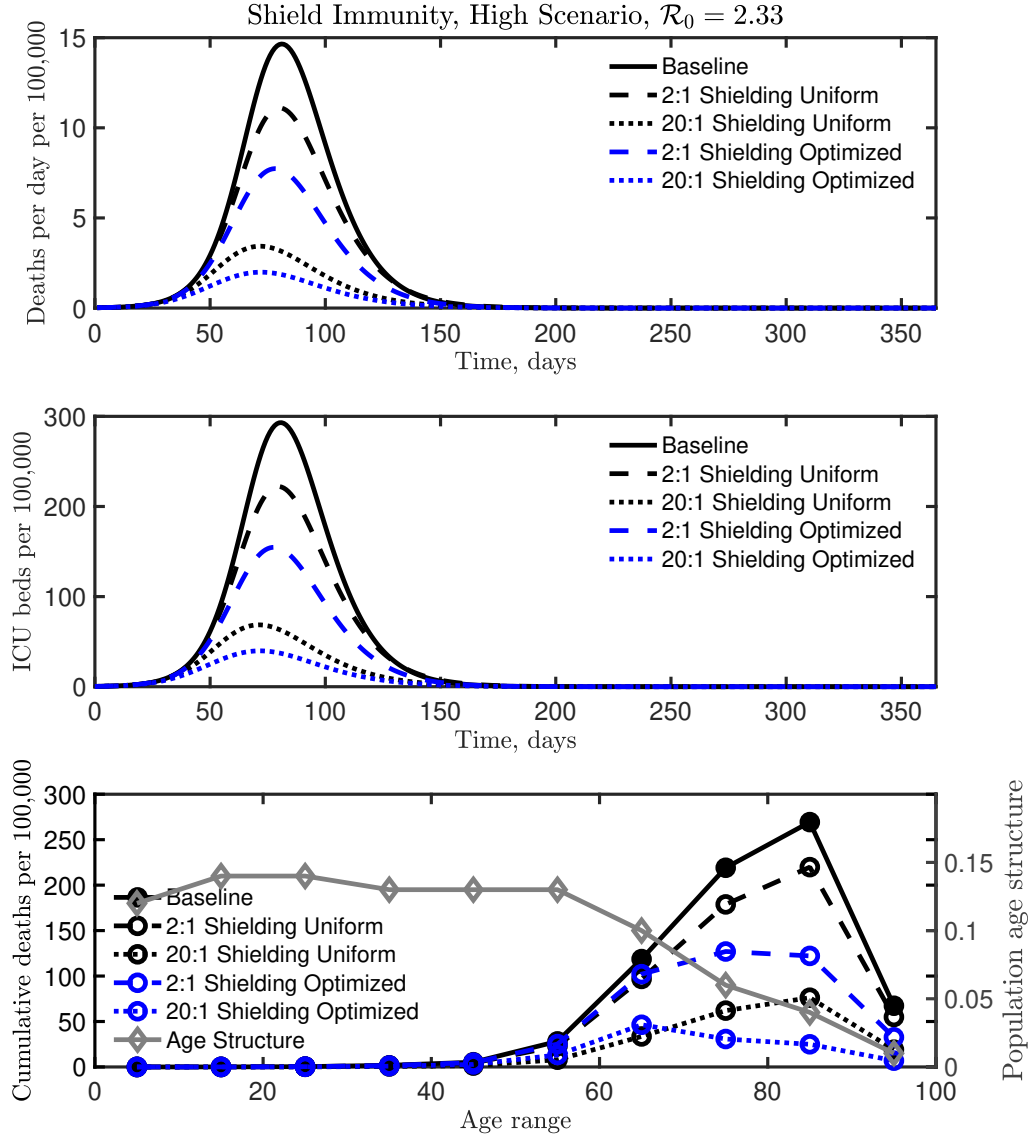 Shield Immunity, High Scenario, $\mathcal{R}_0 = 2.33$
Deaths per day per 100,000
15
10
5
0
Baseline
2:1 Shielding Uniform
20:1 Shielding Uniform
2:1 Shielding Optimized
20:1 Shielding Optimized
0 50 100 150 200 250 300 350
Time, days
ICU beds per 100,000
300
200
100
0
Baseline
2:1 Shielding Uniform
20:1 Shielding Uniform
2:1 Shielding Optimized
20:1 Shielding Optimized
0 50 100 150 200 250 300 350
Time, days
Cumulative deaths per 100,000
300
250
200
150
100
50
0
Baseline
2:1 Shielding Uniform
20:1 Shielding Uniform
2:1 Shielding Optimized
20:1 Shielding Optimized
Age Structure
0 20 40 60 80 100
Age range
0.15
0.1
0.05
0
Population age structure